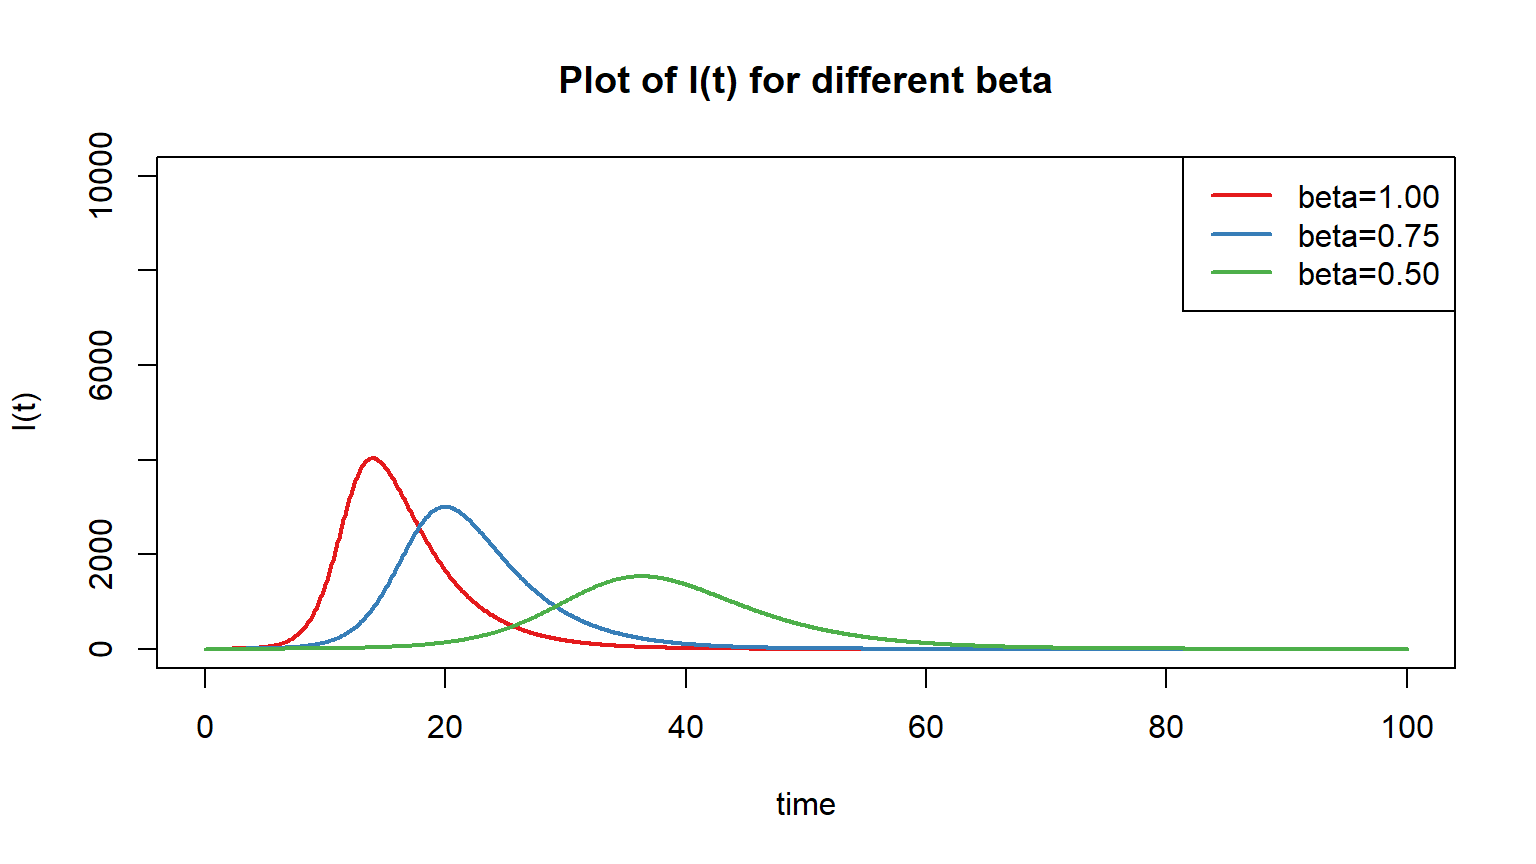 Plot of I(t) for different beta
beta=1.00
beta=0.75
beta=0.50
I(t)
10000
6000
2000
0
0 20 40 60 80 100
time